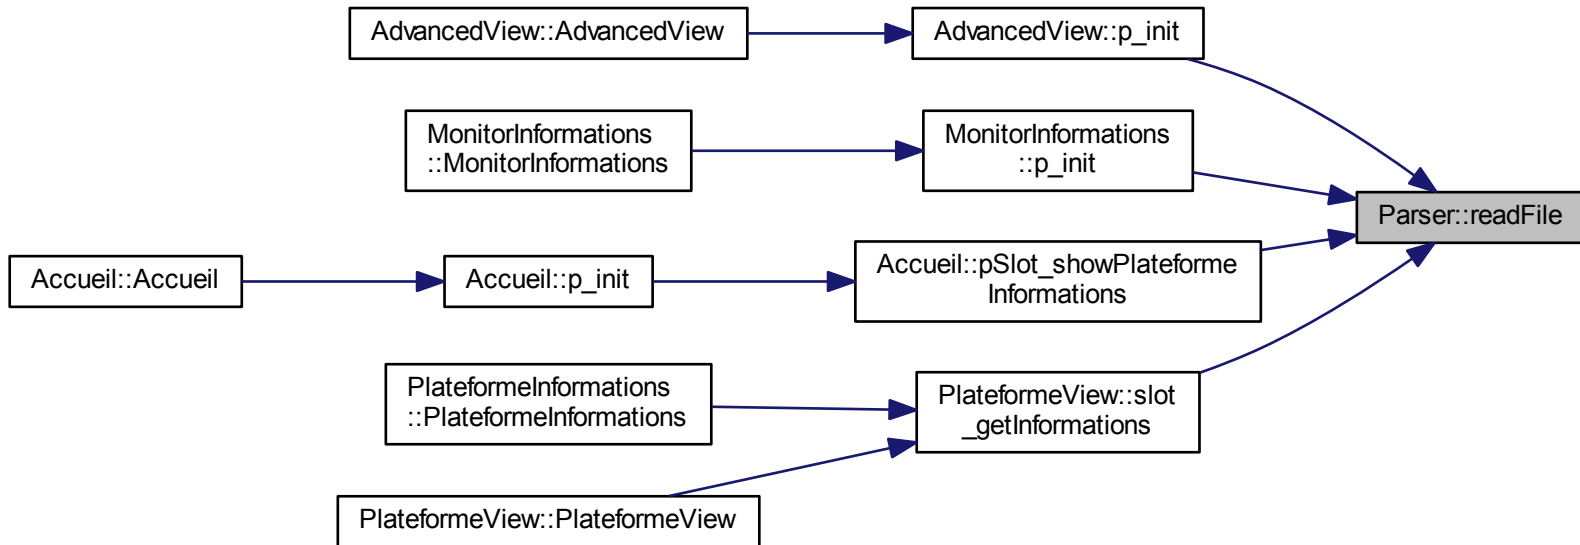 AdvancedView::AdvancedView
AdvancedView::p_init
MonitorInformations
::MonitorInformations
MonitorInformations
::p_init
Parser::readFile
Accueil::Accueil
Accueil::p_init
Accueil::pSlot_showPlateforme
Informations
PlateformeInformations
::PlateformeInformations
PlateformeView::slot
_getInformations
PlateformeView::PlateformeView